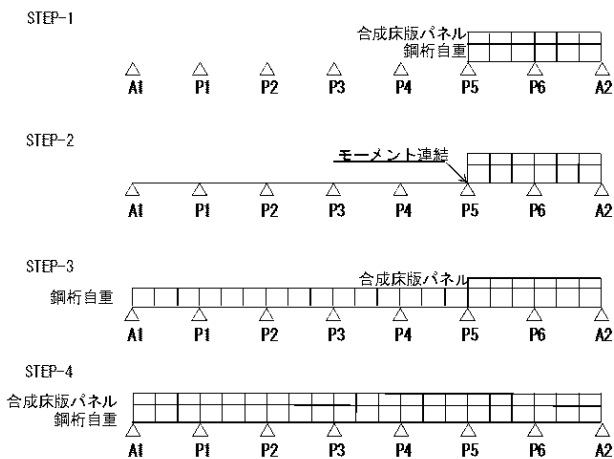 STEP-1
合成床版パネル
鋼桁自重
A1 P1 P2 P3 P4 P5 P6 A2
STEP-2
モーメント連結
A1 P1 P2 P3 P4 P5 P6 A2
STEP-3
合成床版パネル
鋼桁自重
A1 P1 P2 P3 P4 P5 P6 A2
STEP-4
合成床版パネル
鋼桁自重
A1 P1 P2 P3 P4 P5 P6 A2